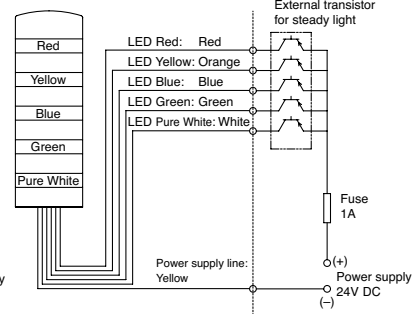 External transistor
for steady light
Red
Yellow
Blue
Green
Pure White
LED Red: Red
LED Yellow: Orange
LED Blue: Blue
LED Green: Green
LED Pure White: White
Fuse
1A
(+)
Power supply
24V DC
(–)
Power supply line:
Yellow
y